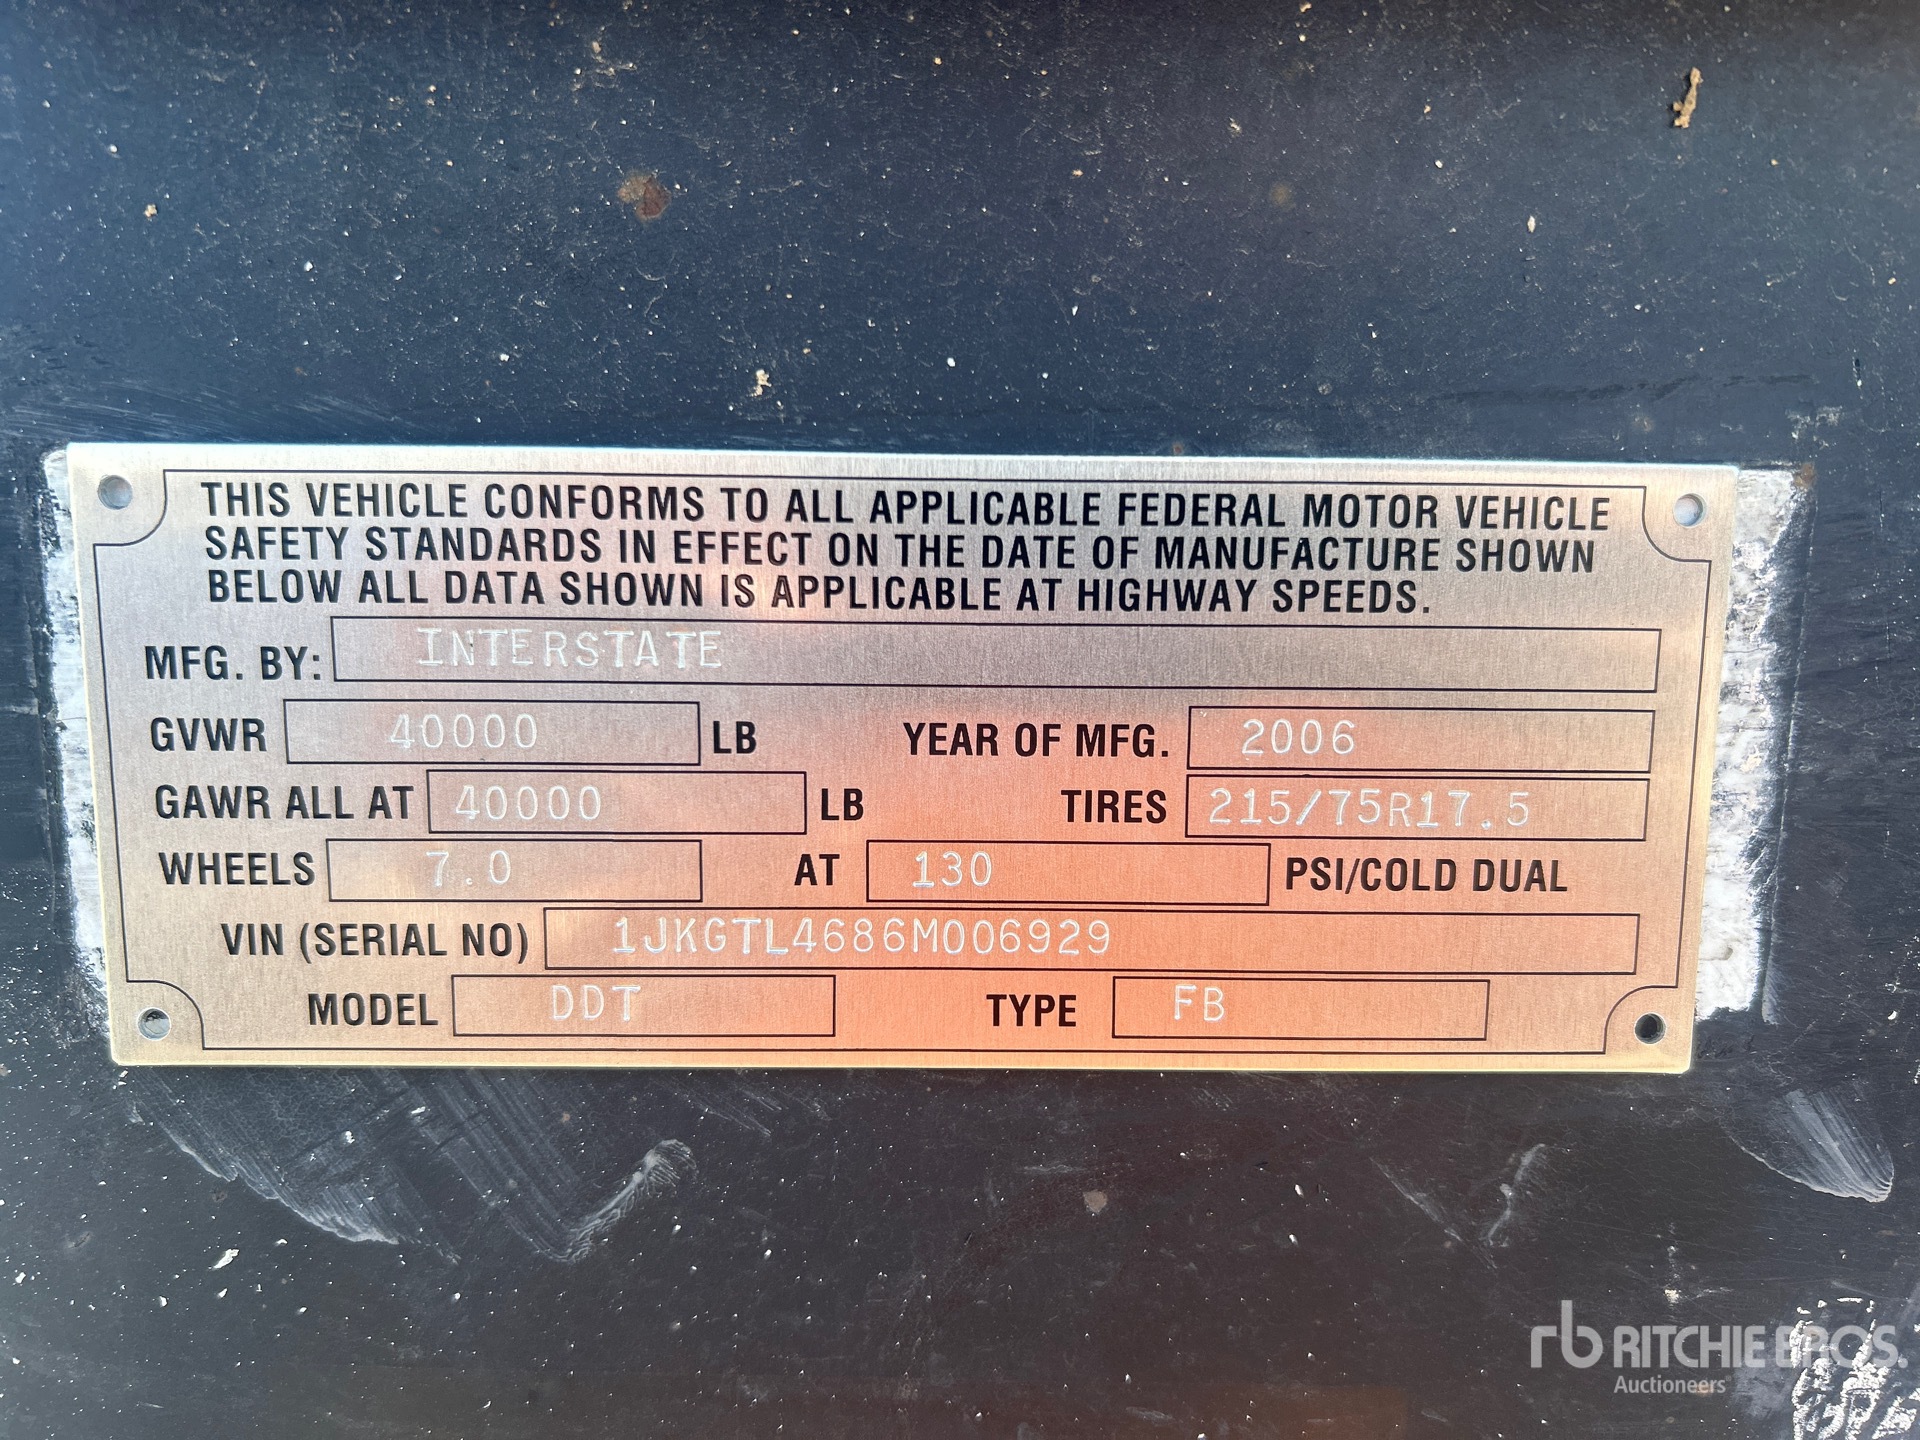 THIS VEHICLE CONFORMS TO ALL APPLICABLE FEDERAL MOTOR VEHICLE
SAFETY STANDARDS IN EFFECT ON THE DATE OF MANUFACTURE SHOWN
BELOW ALL DATA SHOWN IS APPLICABLE AT HIGHWAY SPEEDS.
MFG. BY: INTERSTATE
GVWR 40000 LB YEAR OF MFG. 2006
GAWR ALL AT 40000 LB TIRES 215/75R17.5
WHEELS 7.0 AT 130 PSI/COLD DUAL
VIN (SERIAL NO) 1JKGTL4686M006929
MODEL DDT TYPE FB
rb RITCHIE BROS.
Auctioneers